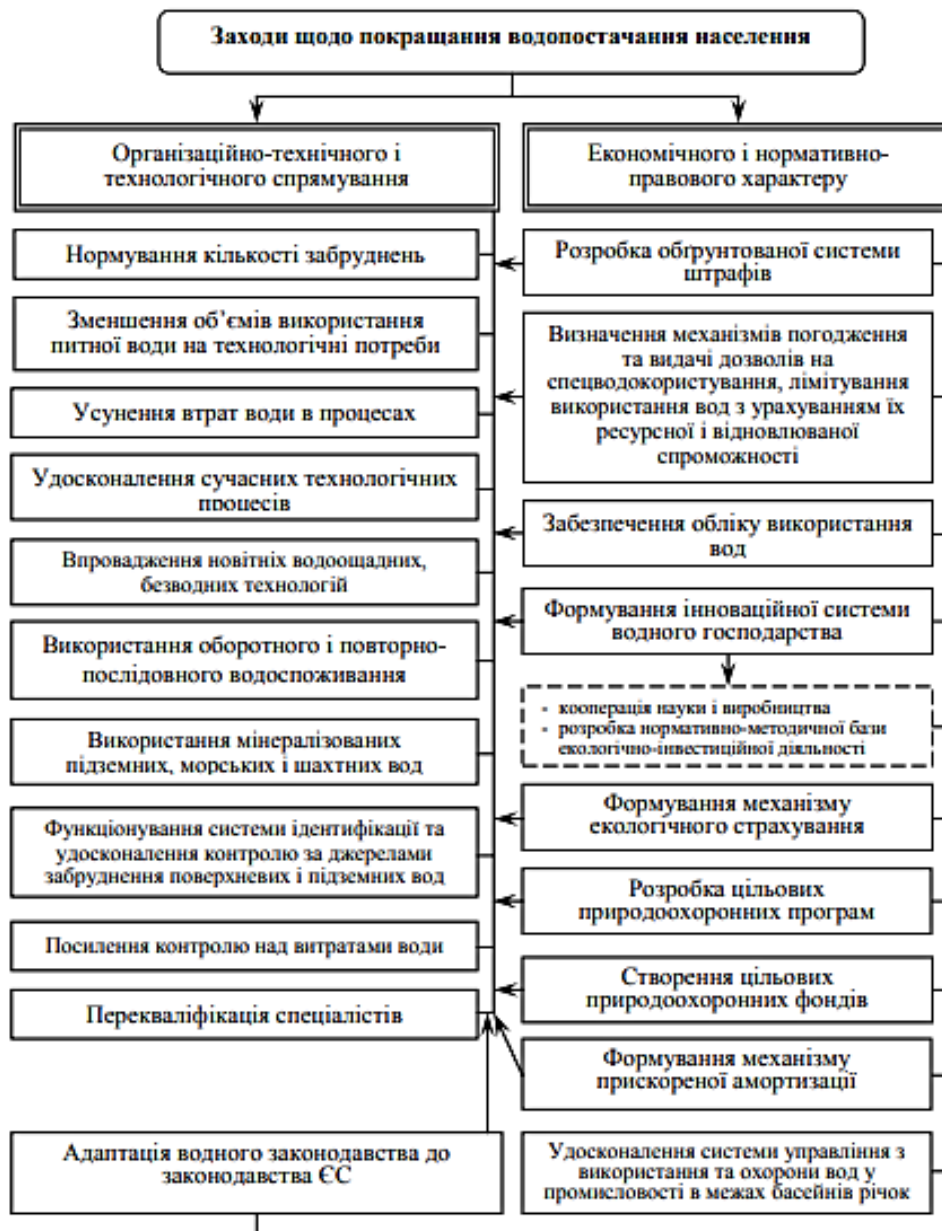 Заходи щодо покращання водопостачання населення
Організаційно-технічного і
технологічного спрямування
Нормування кількості забруднень
Зменшення об’ємів використання
питної води на технологічні потреби
Усунення втрат води в процесах
Удосконалення сучасних технологічних
процесів
Впровадження новітніх водоощадних,
безводних технологій
Використання оборотного і повторно-
послідовного водоспоживання
Використання мінералізованих
підземних, морських і шахтних вод
Функціонування системи ідентифікації та
удосконалення контролю за джерелами
забруднення поверхневих і підземних вод
Посилення контролю над витратами води
Перекваліфікація спеціалістів
Адаптація водного законодавства до
законодавства ЄС
Економічного і нормативно-
правового характеру
Розробка обґрунтованої системи
штрафів
Визначення механізмів погодження
та видачі дозволів на
спецводокористування, лімітування
використання вод з урахуванням їх
ресурсної і відновлюваної
спроможності
Забезпечення обліку використання
вод
Формування інноваційної системи
водного господарства
- кооперація науки і виробництва
- розробка нормативно-методичної бази
екологічно-інвестиційної діяльності
Формування механізму
екологічного страхування
Розробка цільових
природоохоронних програм
Створення цільових
природоохоронних фондів
Формування механізму
прискореної амортизації
Удосконалення системи управління з
використання та охорони вод у
промисловості в межах басейнів річок